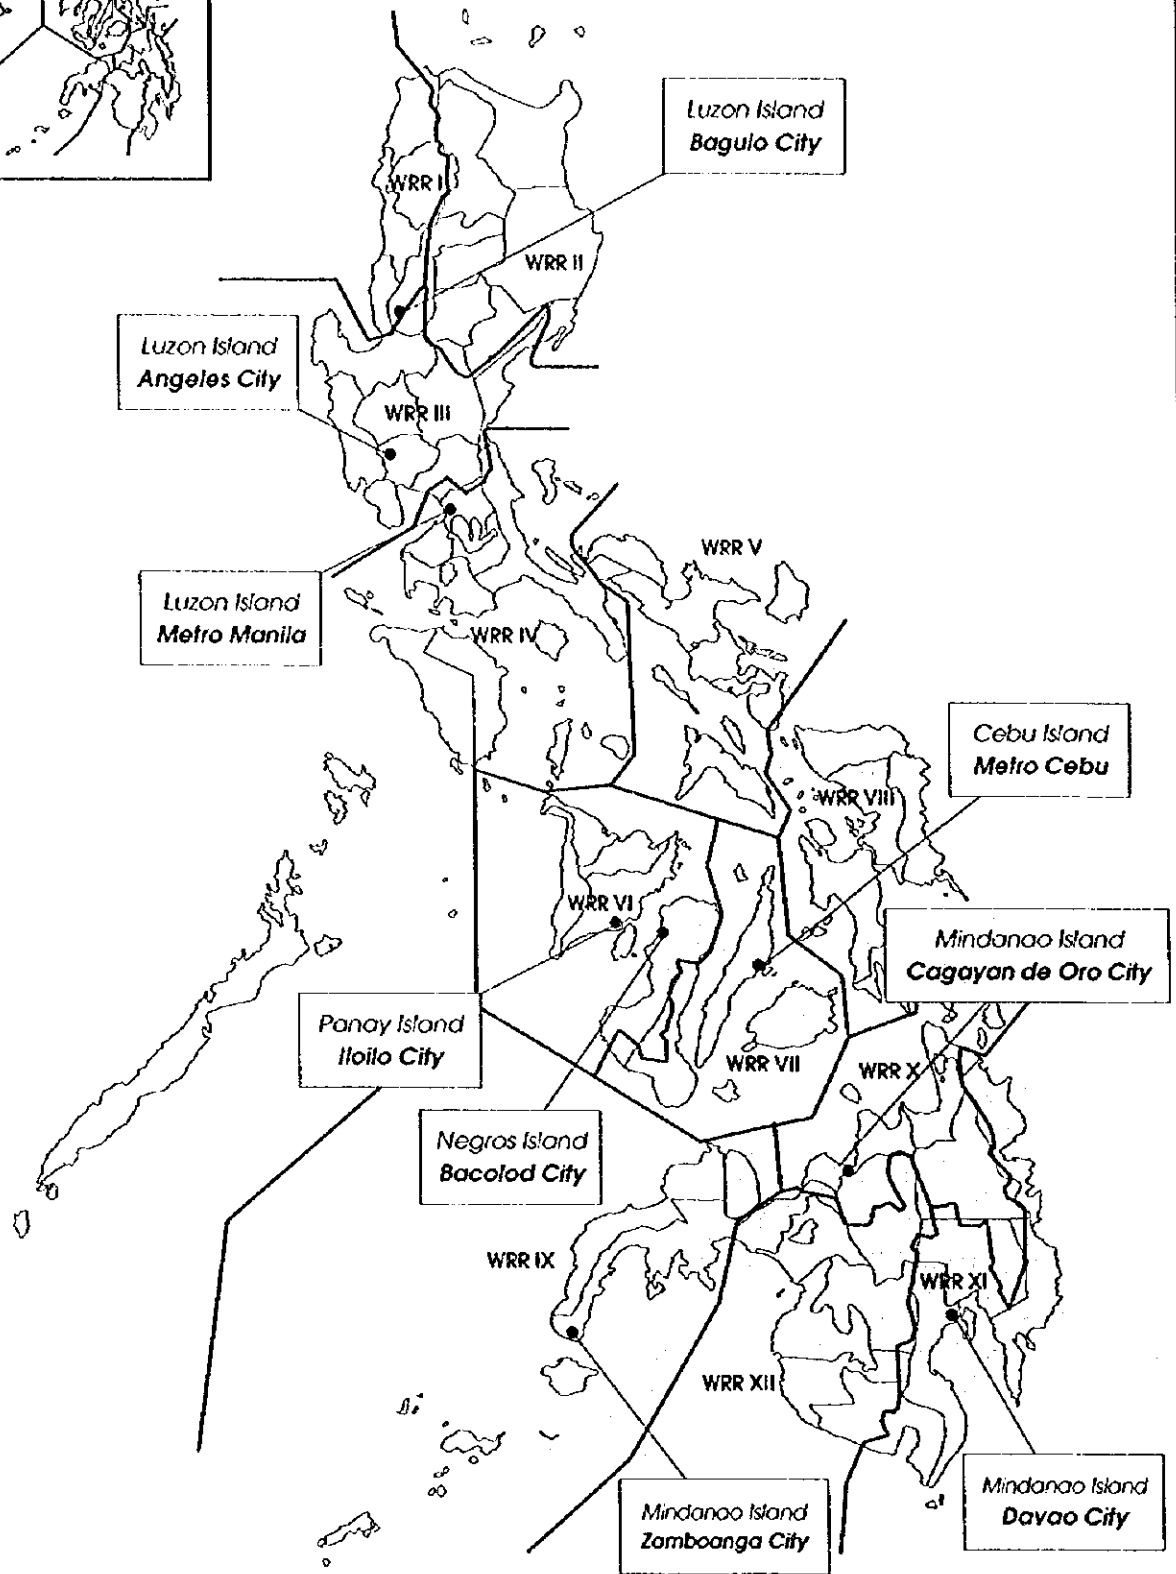 Luzon Island
Baguio City
WRR I
WRR II
Luzon Island
Angeles City
WRR III
WRR V
Luzon Island
Metro Manila
WRR IV
Cebu Island
Metro Cebu
WRR VIII
WRR VI
Mindanao Island
Cagayan de Oro City
Panay Island
Iloilo City
WRR VII
WRR X
Negros Island
Bacolod City
WRR IX
WRR XI
WRR XII
Mindanao Island
Davao City
Mindanao Island
Zamboanga City